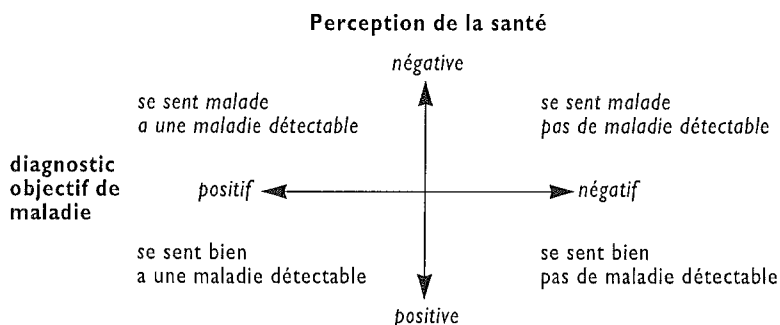 Perception de la santé
négative
se sent malade
a une maladie détectable
se sent malade
pas de maladie détectable
diagnostic
objectif de
maladie
positif
négatif
se sent bien
a une maladie détectable
se sent bien
pas de maladie détectable
positive